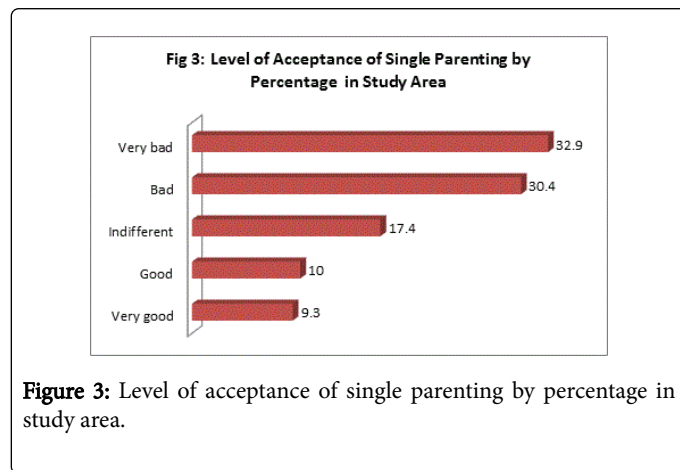 Fig 3: Level of Acceptance of Single Parenting by
Percentage in Study Area
Very bad 32.9
Bad 30.4
Indifferent 17.4
Good 10
Very good 9.3
Figure 3: Level of acceptance of single parenting by percentage in
study area.